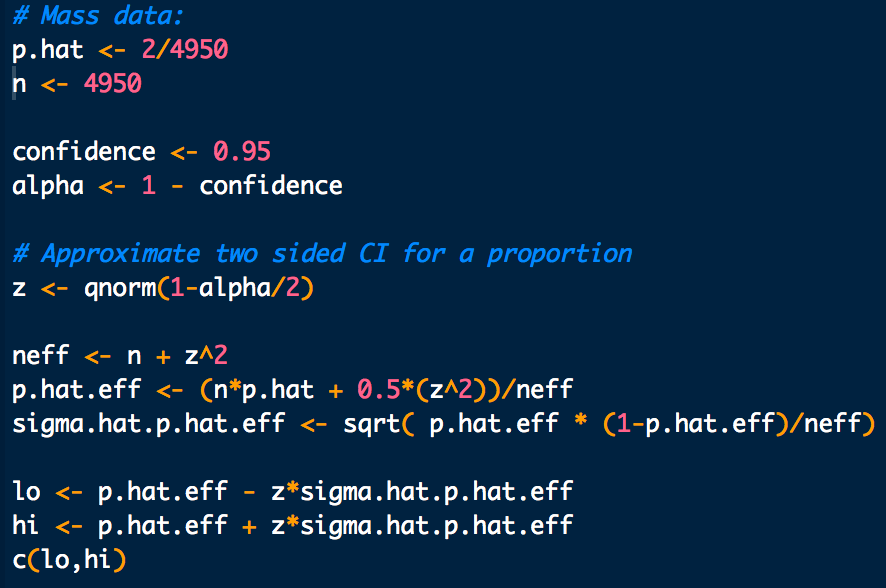 # Mass data:
p.hat <- 2/4950
n <- 4950
confidence <- 0.95
alpha <- 1 - confidence
# Approximate two sided CI for a proportion
z <- qnorm(1-alpha/2)
neff <- n + z^2
p.hat.eff <- (n*p.hat + 0.5*(z^2))/neff
sigma.hat.p.hat.eff <- sqrt( p.hat.eff * (1-p.hat.eff)/neff)
lo <- p.hat.eff - z*sigma.hat.p.hat.eff
hi <- p.hat.eff + z*sigma.hat.p.hat.eff
c(lo,hi)